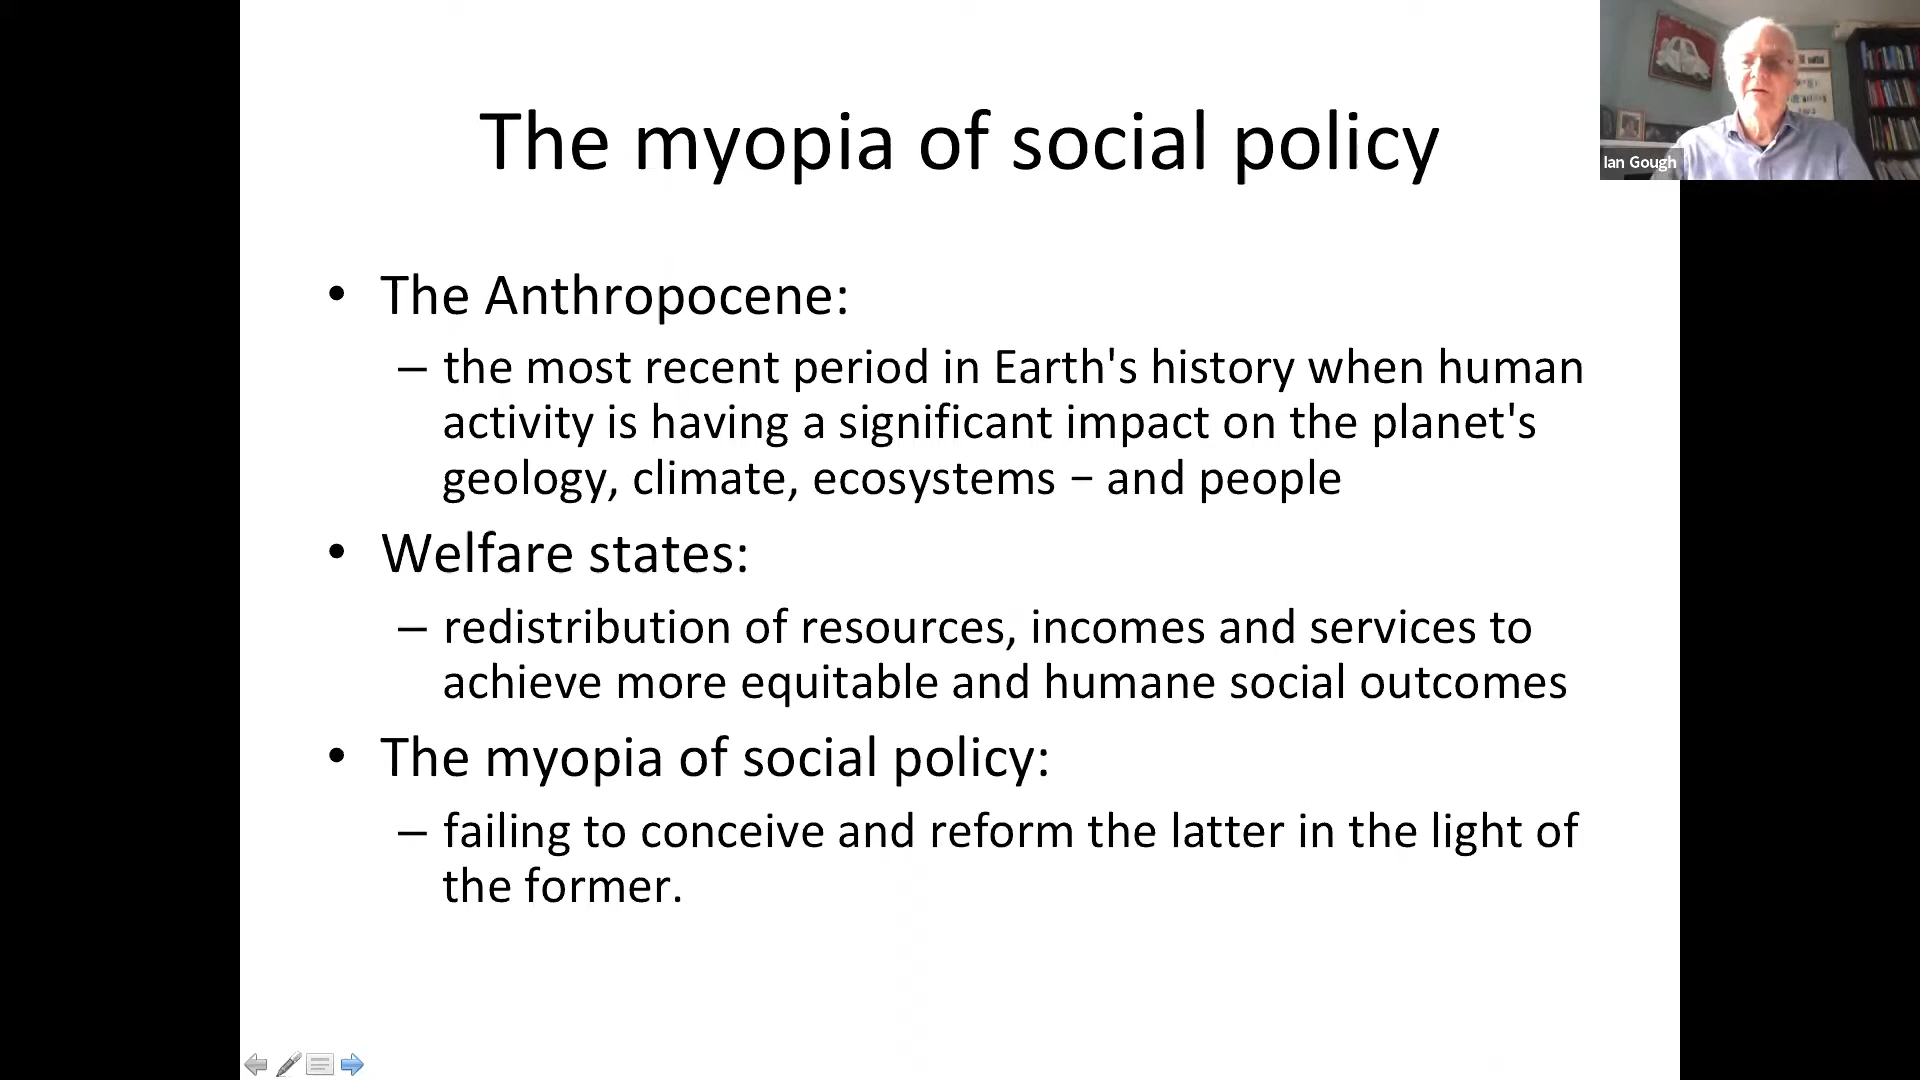 The myopia of social policy
Ian Gough
• The Anthropocene:
– the most recent period in Earth's history when human
activity is having a significant impact on the planet's
geology, climate, ecosystems − and people
• Welfare states:
– redistribution of resources, incomes and services to
achieve more equitable and humane social outcomes
• The myopia of social policy:
– failing to conceive and reform the latter in the light of
the former.